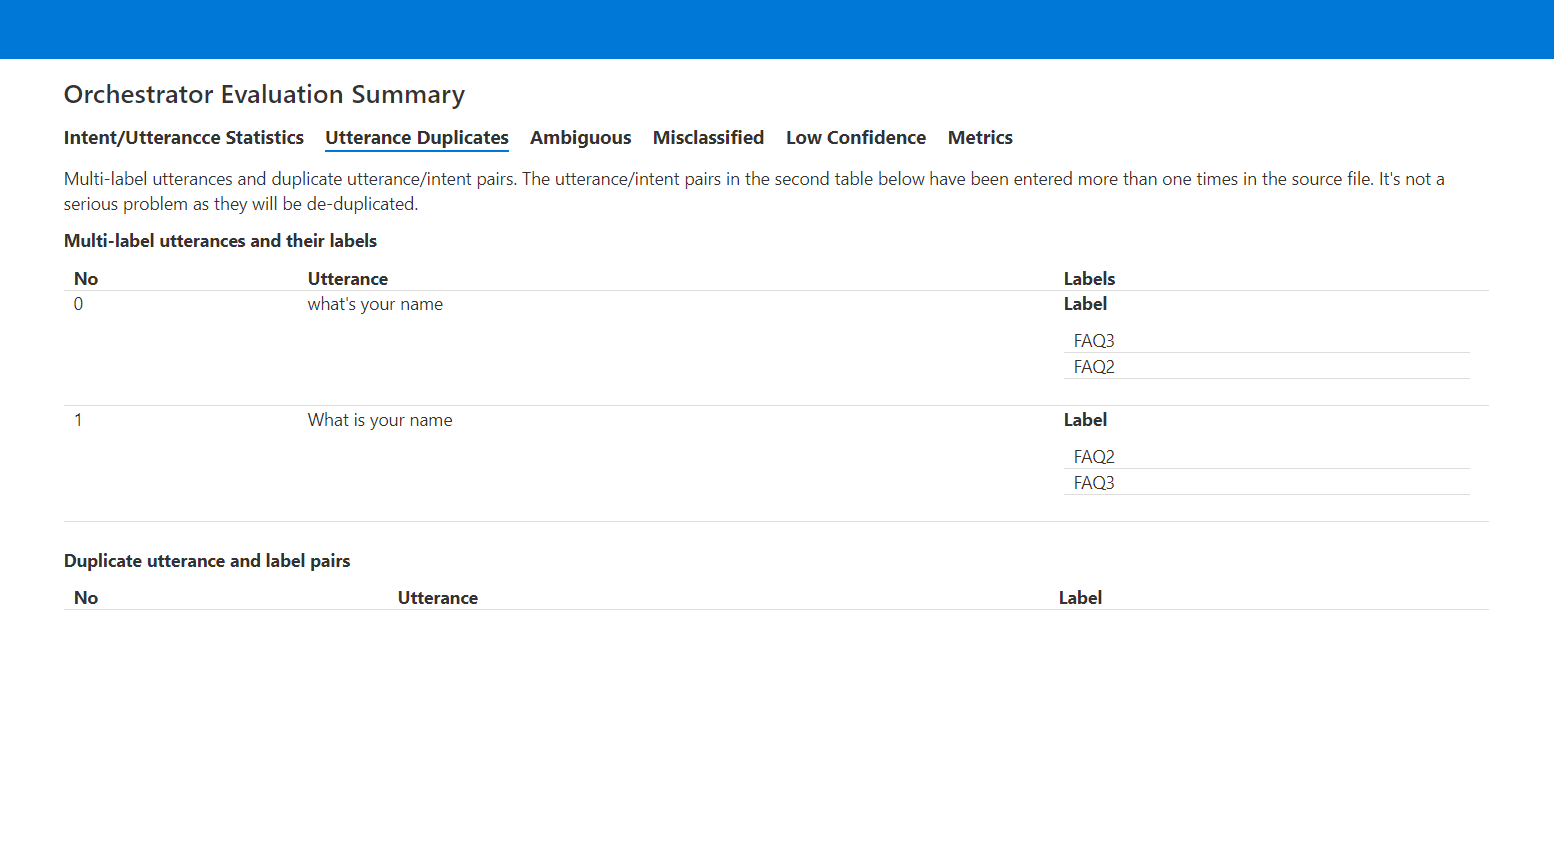 Orchestrator Evaluation Summary
Intent/Utterancce Statistics Utterance Duplicates Ambiguous Misclassified Low Confidence Metrics
Multi-label utterances and duplicate utterance/intent pairs. The utterance/intent pairs in the second table below have been entered more than one times in the source file. It's not a
serious problem as they will be de-duplicated.
Multi-label utterances and their labels
No Utterance Labels
0 what's your name Label
FAQ3
FAQ2
1 What is your name Label
FAQ2
FAQ3
Duplicate utterance and label pairs
No Utterance Label